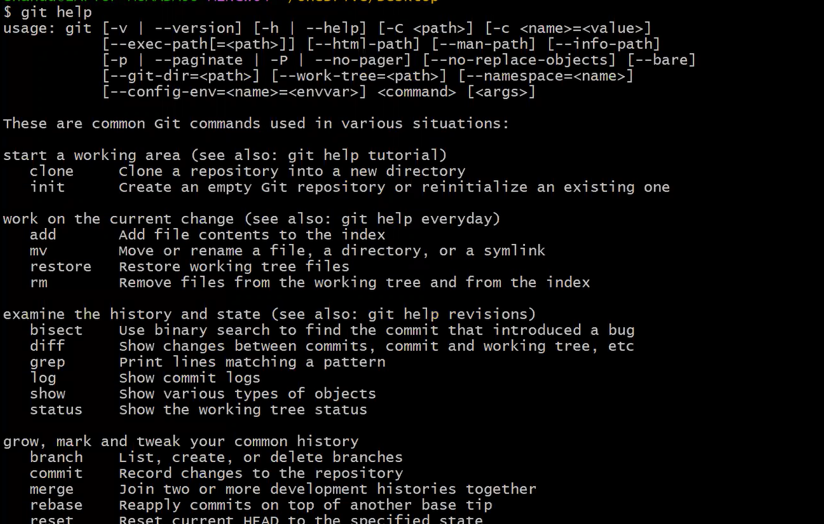 $ git help
usage: git [-v | --version] [-h | --help] [-C <path>] [-c <name>=<value>]
[--exec-path[=<path>]] [--html-path] [--man-path] [--info-path]
[-p | --paginate | -P | --no-pager] [--no-replace-objects] [--bare]
[--git-dir=<path>] [--work-tree=<path>] [--namespace=<name>]
[--config-env=<name>=<envvar>] <command> [<args>]
These are common Git commands used in various situations:
start a working area (see also: git help tutorial)
clone Clone a repository into a new directory
init Create an empty Git repository or reinitialize an existing one
work on the current change (see also: git help everyday)
add Add file contents to the index
mv Move or rename a file, a directory, or a symlink
restore Restore working tree files
rm Remove files from the working tree and from the index
examine the history and state (see also: git help revisions)
bisect Use binary search to find the commit that introduced a bug
diff Show changes between commits, commit and working tree, etc
grep Print lines matching a pattern
log Show commit logs
show Show various types of objects
status Show the working tree status
grow, mark and tweak your common history
branch List, create, or delete branches
commit Record changes to the repository
merge Join two or more development histories together
rebase Reapply commits on top of another base tip
reset Reset current HEAD to the specified state